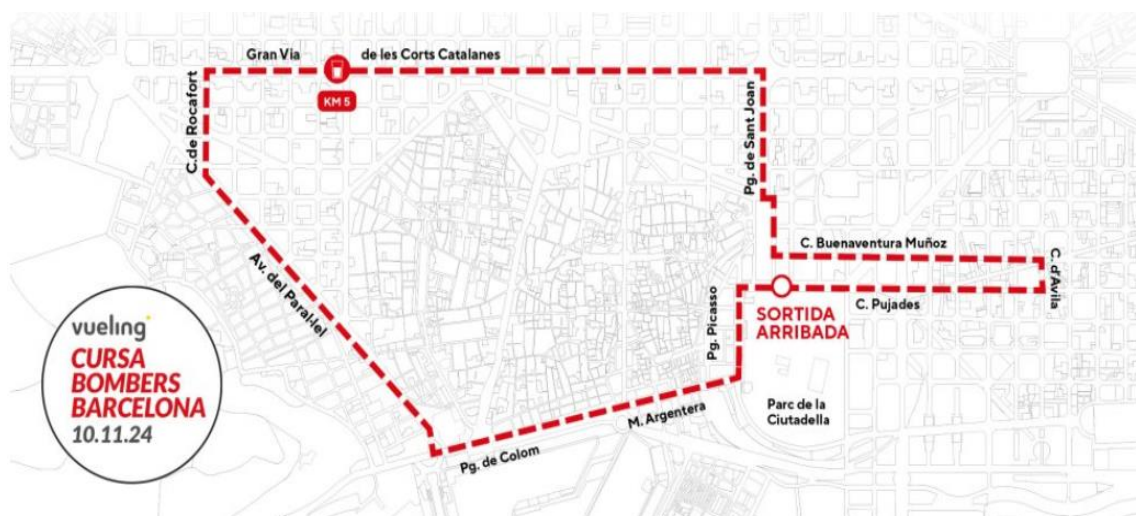 Gran Via
de les Corts Catalanes
KM 5
C.de Rocafort
Pg. de Sant Joan
C. Buenaventura Muñoz
C. d'Avila
C. Pujades
SORTIDA
ARRIBADA
Pg. Picasso
Av. del Paral·lel
M. Argentera
Parc de la
Ciutadella
Pg. de Colom
vueling
CURSA
BOMBERS
BARCELONA
10.11.24